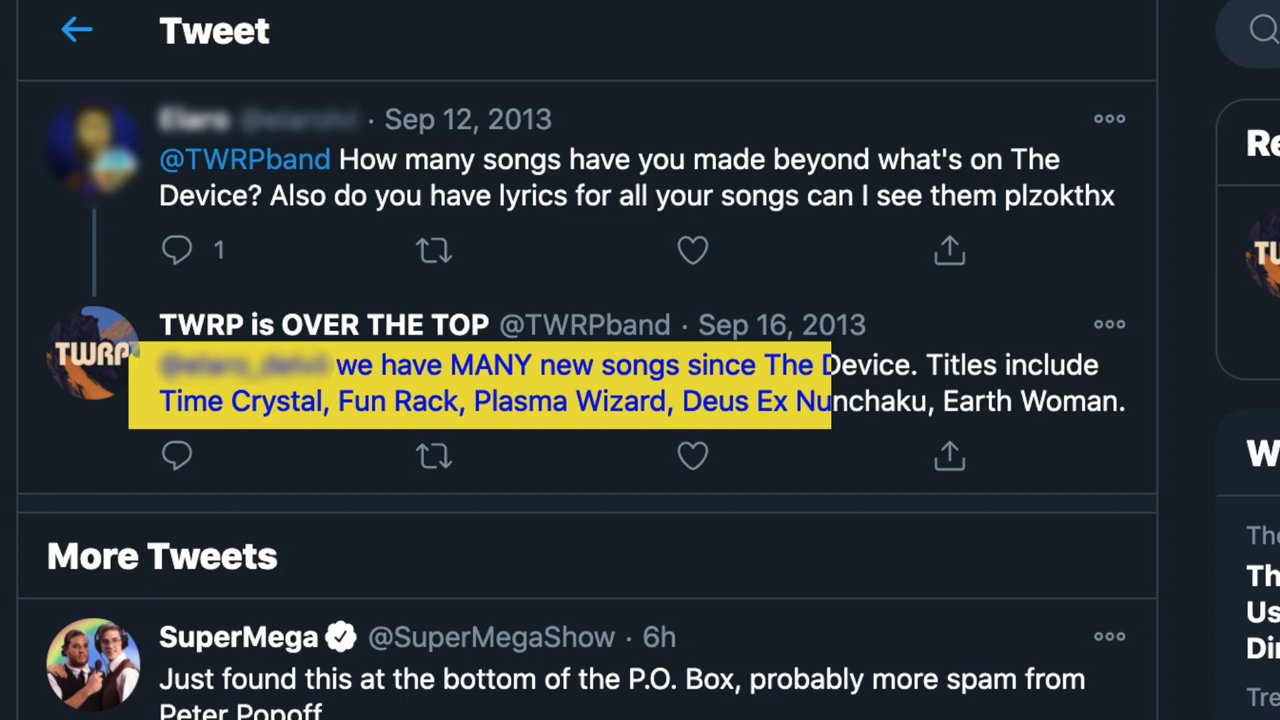 Tweet
· Sep 12, 2013
@TWRPband How many songs have you made beyond what's on The
Device? Also do you have lyrics for all your songs can I see them plzokthx
1
TWRP is OVER THE TOP @TWRPband · Sep 16, 2013
TWRP
we have MANY new songs since The Device. Titles include
Time Crystal, Fun Rack, Plasma Wizard, Deus Ex Nunchaku, Earth Woman.
More Tweets
SuperMega @SuperMegaShow · 6h
Just found this at the bottom of the P.O. Box, probably more spam from
Peter Popoff